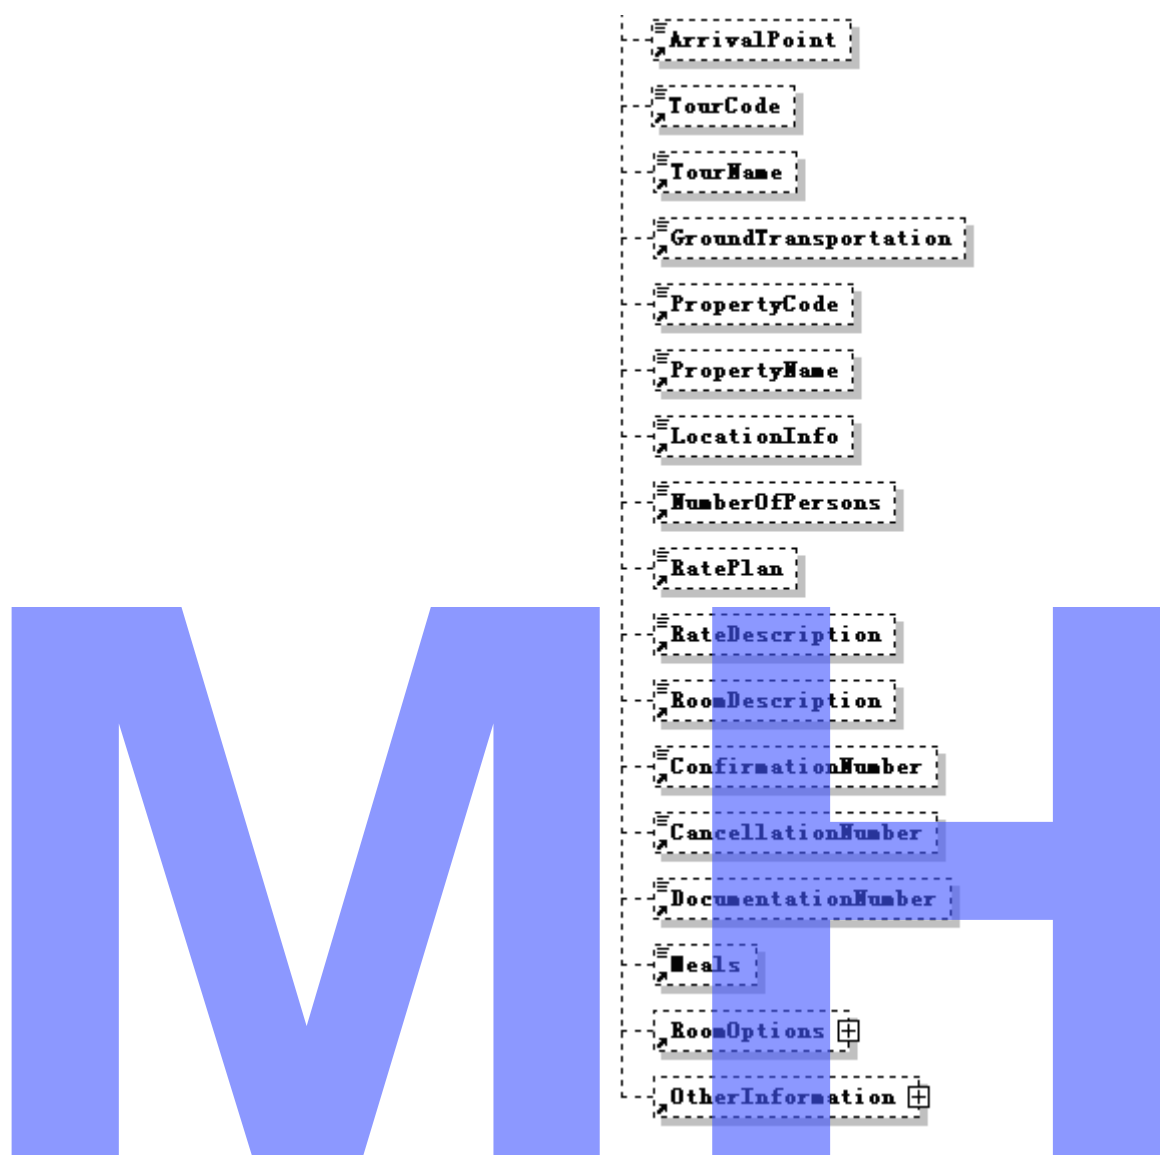 ArrivalPoint
TourCode
TourName
GroundTransportation
PropertyCode
PropertyName
LocationInfo
NumberOfPersons
RatePlan
RateDescription
RoomDescription
ConfirmationNumber
CancellationNumber
DocumentationNumber
Meals
RoomOptions
OtherInformation
MH